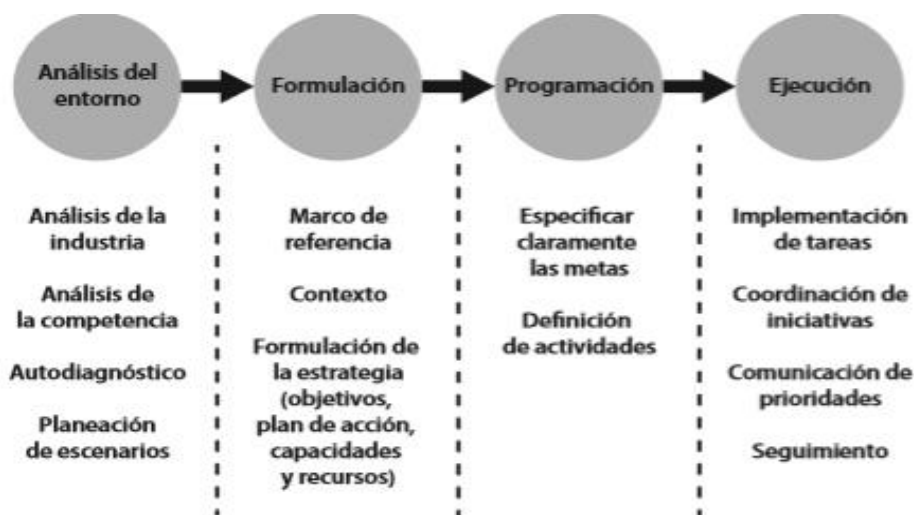 Análisis del
entorno
Formulación
Programación
Ejecución
Análisis de la
industria
Análisis de
la competencia
Autodiagnóstico
Planeación
de escenarios
Marco de
referencia
Contexto
Formulación de
la estrategia
(objetivos,
plan de acción,
capacidades
y recursos)
Especificar
claramente
las metas
Definición
de actividades
Implementación
de tareas
Coordinación de
iniciativas
Comunicación de
prioridades
Seguimiento